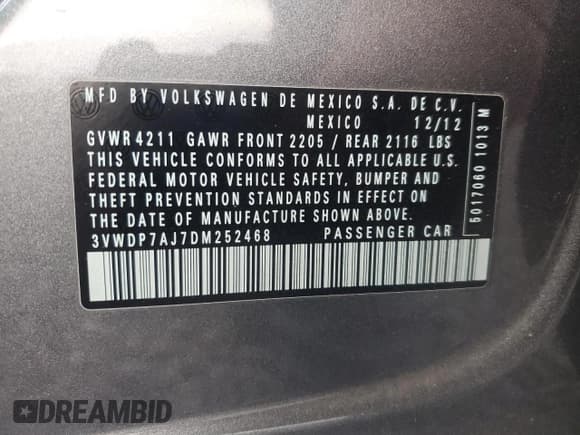 MFD BY VOLKSWAGEN DE MEXICO S.A. DE C.V.
MEXICO 12/12
GVWR 4211 GAWR FRONT 2205 / REAR 2116 LBS
THIS VEHICLE CONFORMS TO ALL APPLICABLE U.S.
FEDERAL MOTOR VEHICLE SAFETY, BUMPER AND
THEFT PREVENTION STANDARDS IN EFFECT ON
THE DATE OF MANUFACTURE SHOWN ABOVE.
3VWDP7AJ7DM252468 PASSENGER CAR
5017060 1013 M
DREAMBID